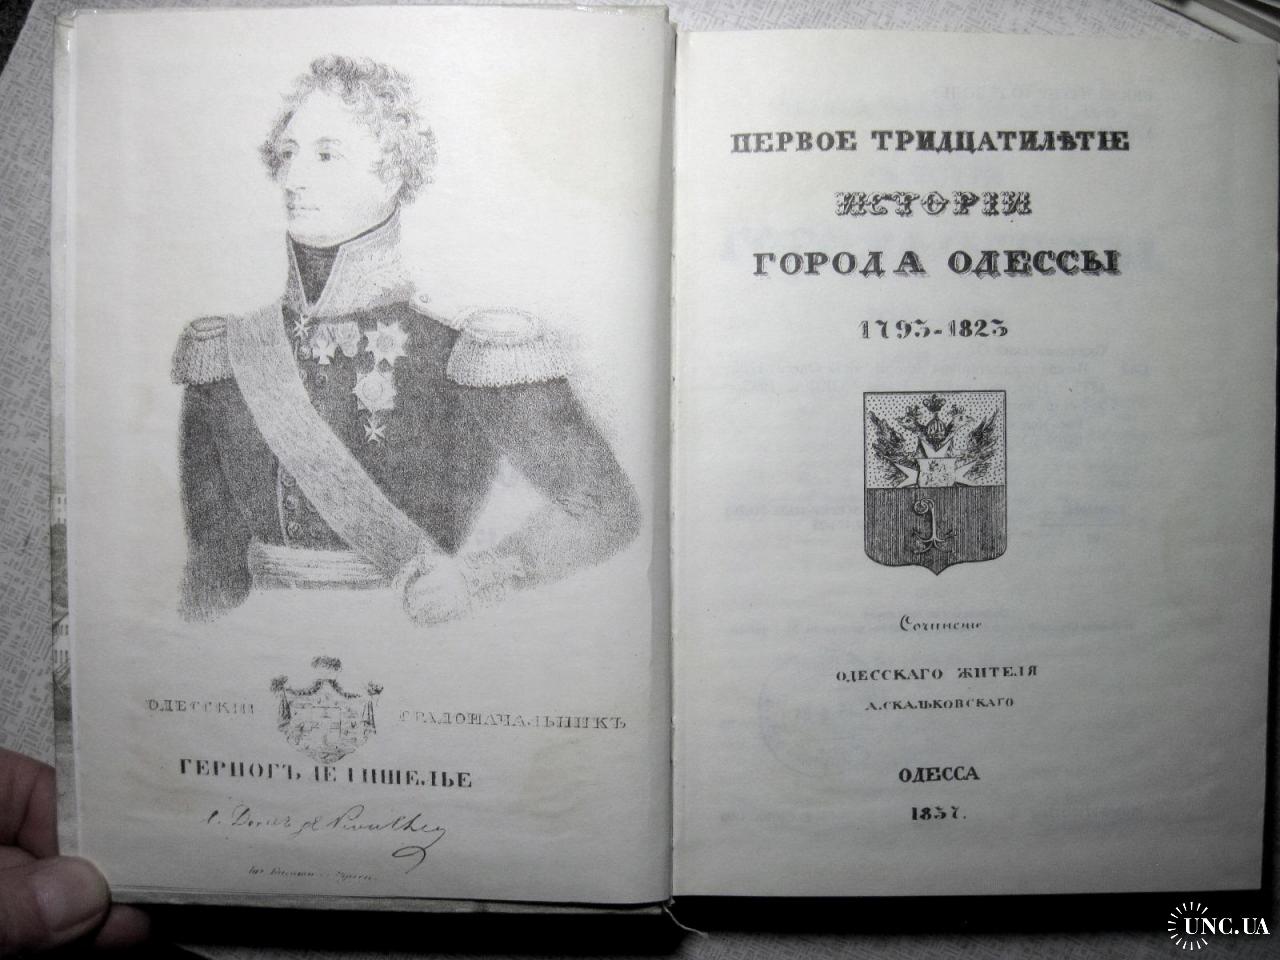 ОДЕССКІЙ ГРАДОНАЧАЛЬНИКЪ
ГЕРЦОГЪ ДЕ РИШЕЛЬЕ
ПЕРВОЕ ТРИДЦАТИЛѢТІЕ
ИСТОРІИ
ГОРОДА ОДЕССЫ
1793-1823
Сочиненіе
ОДЕССКАГО ЖИТЕЛЯ
А. СКАЛЬКОВСКАГО
ОДЕССА
1837.
UNC.UA